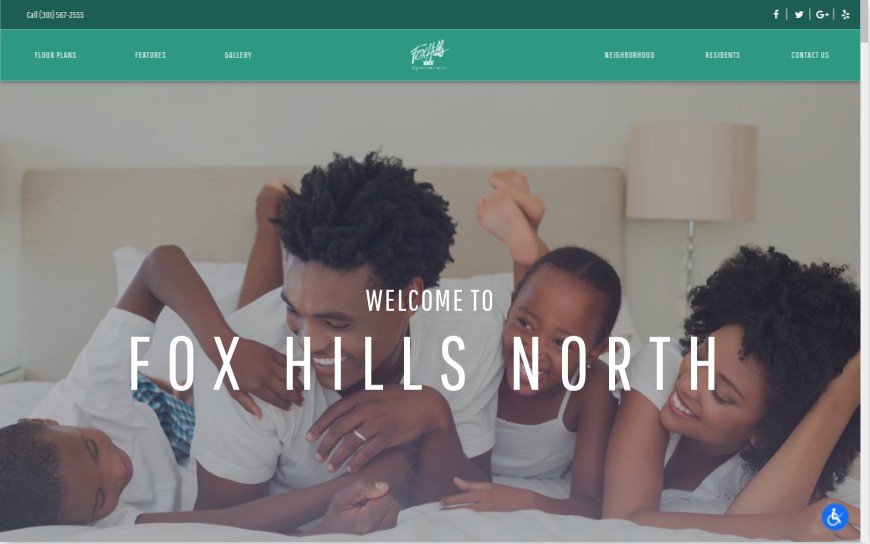 Call (301) 567-2555
FLOOR PLANS
FEATURES
GALLERY
Fox Hills
NORTH
Apartments
NEIGHBORHOOD
RESIDENTS
CONTACT US
WELCOME TO
FOX HILLS NORTH